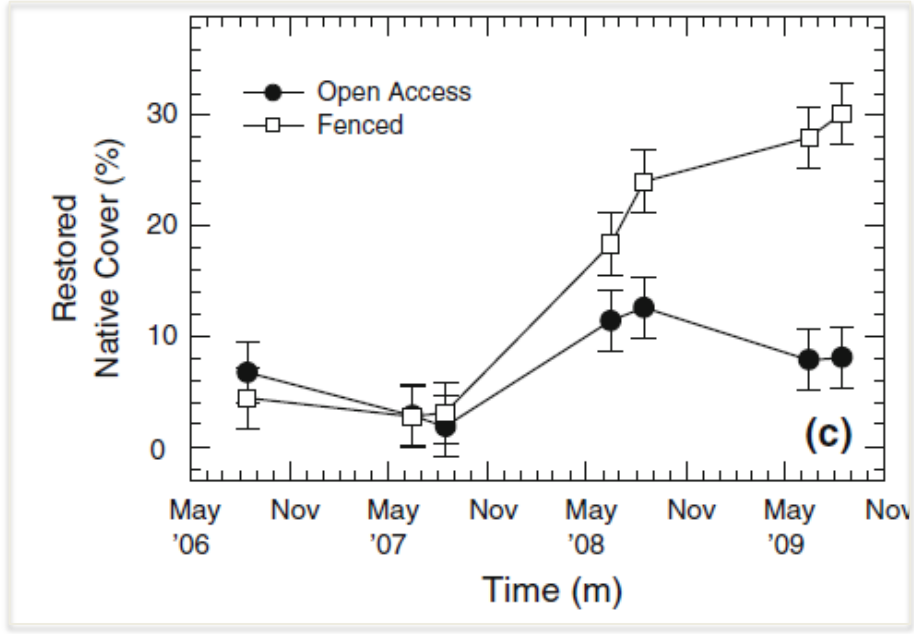 Open Access
Fenced
Restored
Native Cover (%)
30
20
10
0
(c)
May Nov May Nov May Nov May Nov
'06 '07 '08 '09
Time (m)